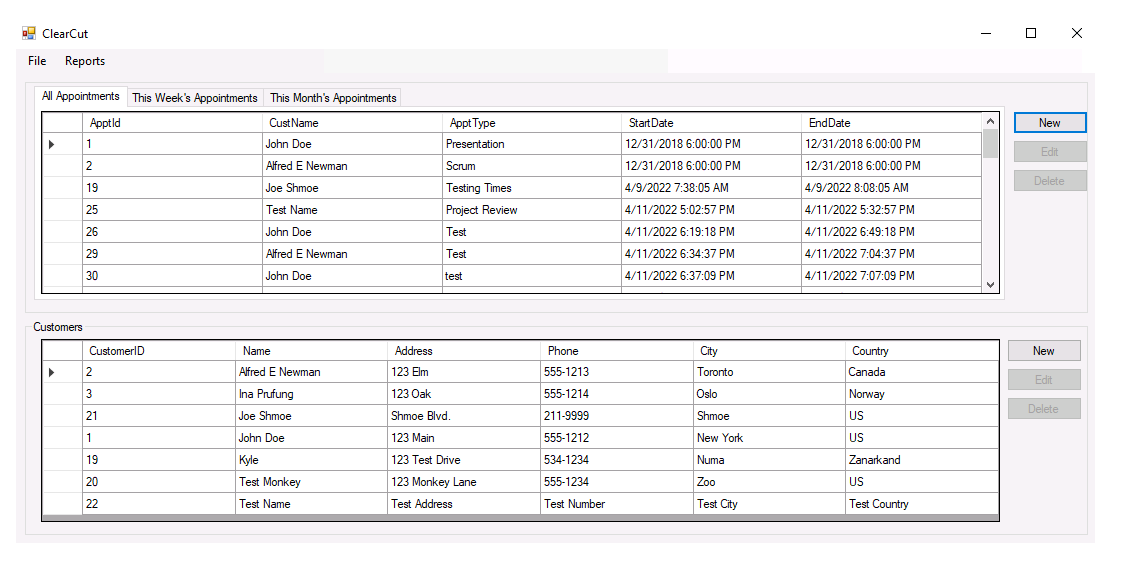 ClearCut
File Reports
All Appointments This Week's Appointments This Month's Appointments
ApptId CustName ApptType StartDate EndDate
1 John Doe Presentation 12/31/2018 6:00:00 PM 12/31/2018 6:00:00 PM
2 Alfred E Newman Scrum 12/31/2018 6:00:00 PM 12/31/2018 6:00:00 PM
19 Joe Shmoe Testing Times 4/9/2022 7:38:05 AM 4/9/2022 8:08:05 AM
25 Test Name Project Review 4/11/2022 5:02:57 PM 4/11/2022 5:32:57 PM
26 John Doe Test 4/11/2022 6:19:18 PM 4/11/2022 6:49:18 PM
29 Alfred E Newman Test 4/11/2022 6:34:37 PM 4/11/2022 7:04:37 PM
30 John Doe test 4/11/2022 6:37:09 PM 4/11/2022 7:07:09 PM
New
Edit
Delete
Customers
CustomerID Name Address Phone City Country
2 Alfred E Newman 123 Elm 555-1213 Toronto Canada
3 Ina Prufung 123 Oak 555-1214 Oslo Norway
21 Joe Shmoe Shmoe Blvd. 211-9999 Shmoe US
1 John Doe 123 Main 555-1212 New York US
19 Kyle 123 Test Drive 534-1234 Numa Zanarkand
20 Test Monkey 123 Monkey Lane 555-1234 Zoo US
22 Test Name Test Address Test Number Test City Test Country
New
Edit
Delete